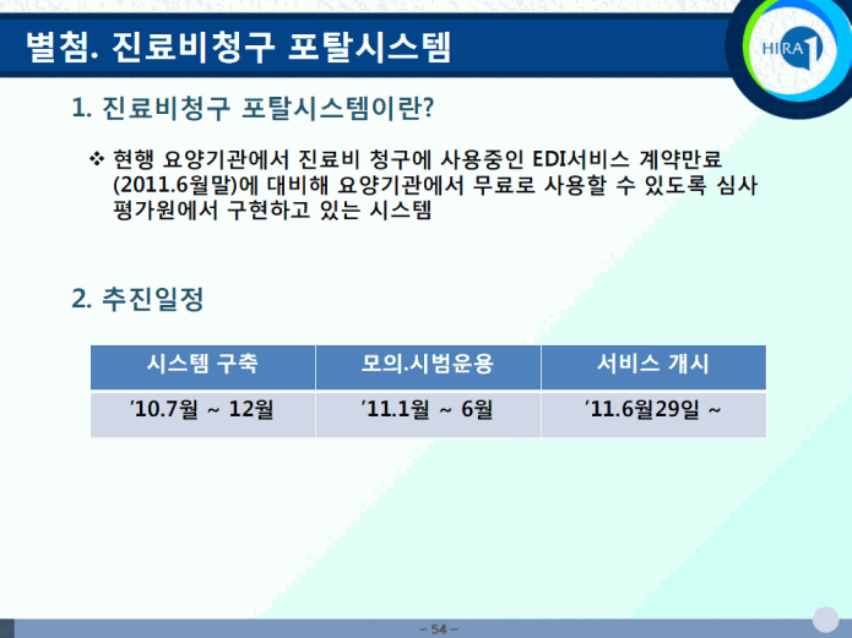 별첨. 진료비청구 포탈시스템
HIRA 1
1. 진료비청구 포탈시스템이란?
❖ 현행 요양기관에서 진료비 청구에 사용중인 EDI서비스 계약만료
(2011.6월말)에 대비해 요양기관에서 무료로 사용할 수 있도록 심사
평가원에서 구현하고 있는 시스템
2. 추진일정
시스템 구축 모의.시범운용 서비스 개시
‘10.7월 ~ 12월 ’11.1월 ~ 6월 ’11.6월29일 ~
- 54 -